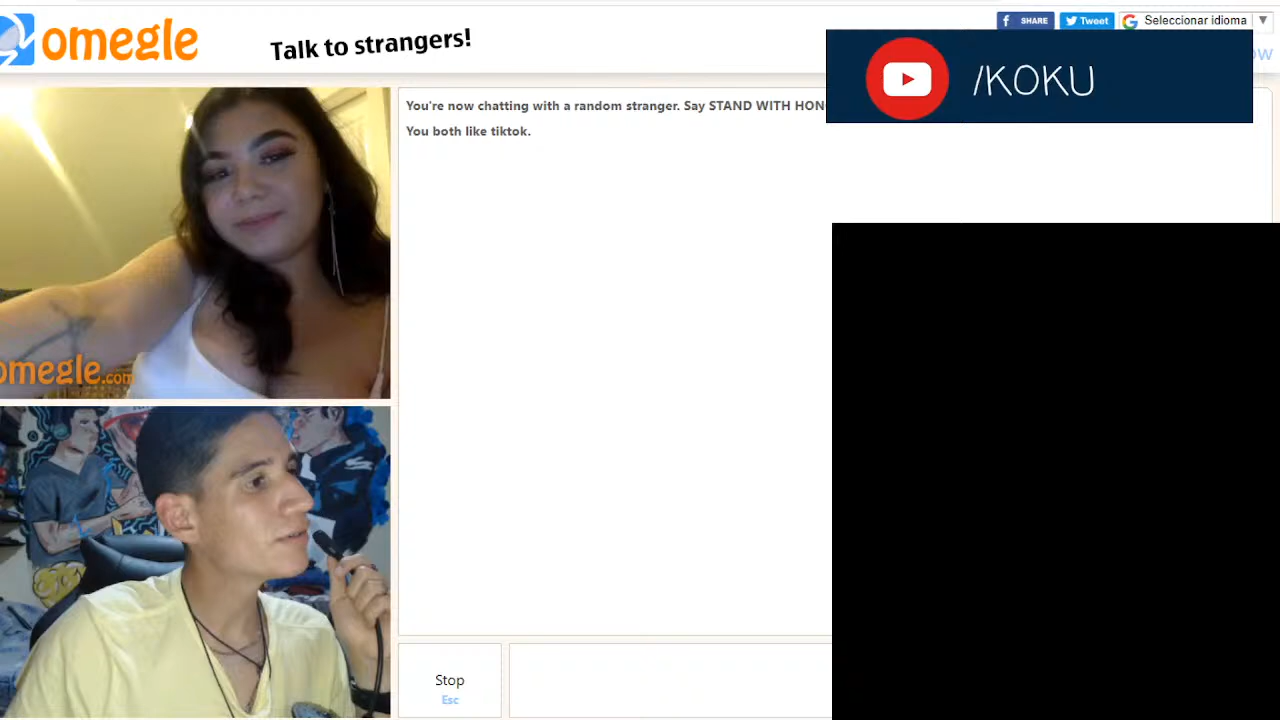 omegle
Talk to strangers!
SHARE
Tweet
Seleccionar idioma
/KOKU
You're now chatting with a random stranger. Say STAND WITH
You both like tiktok.
omegle.com
Stop
Esc